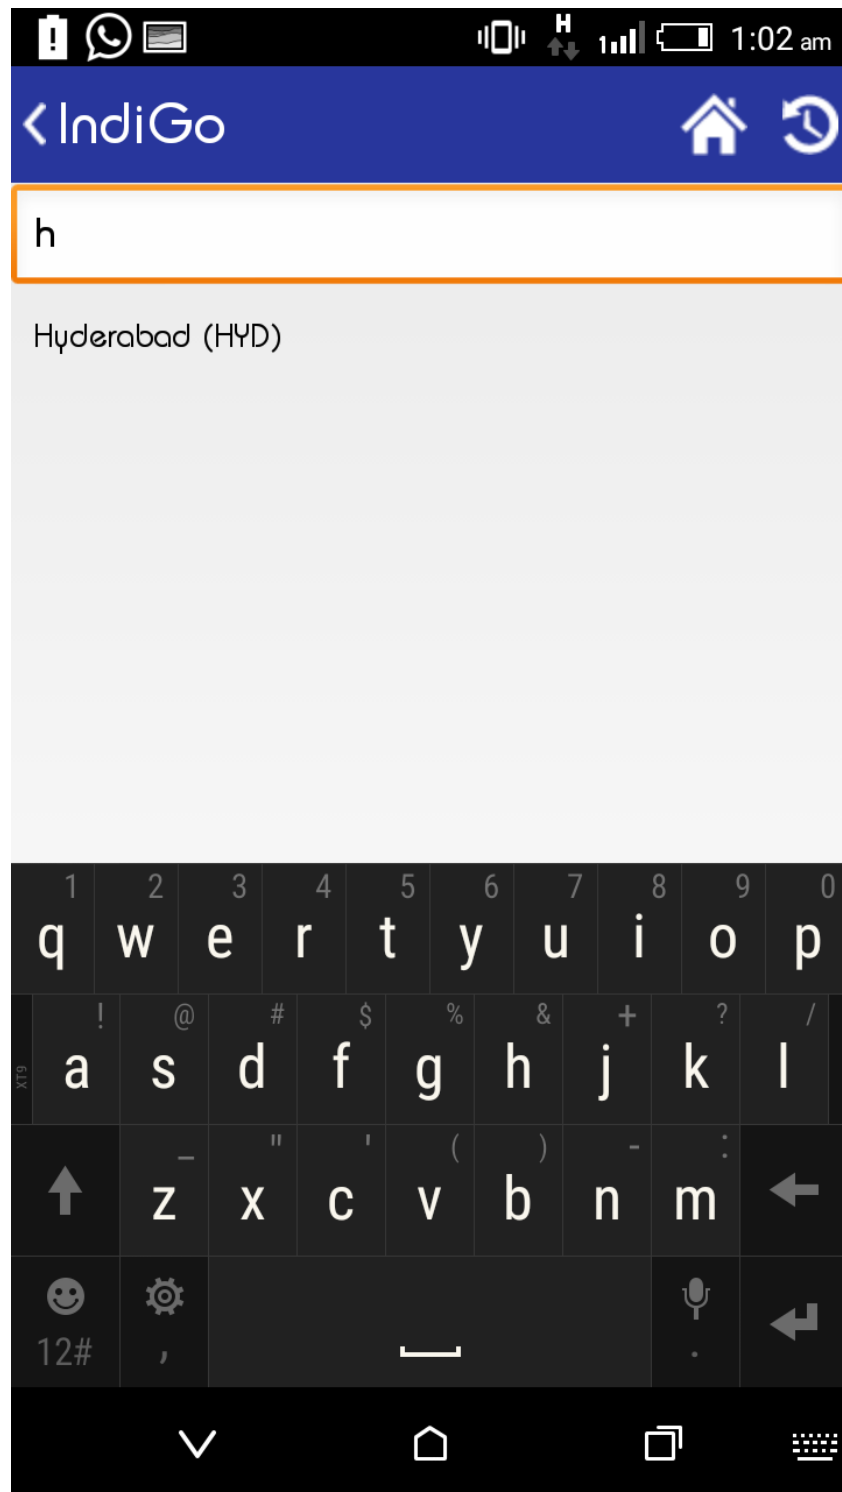 H
1:02 am
IndiGo
h
Hyderabad (HYD)
1 2 3 4 5 6 7 8 9 0
q w e r t y u i o p
! @ # $ % & + ? /
XT9 a s d f g h j k l
_ " ' ( ) - :
z x c v b n m
12# , .